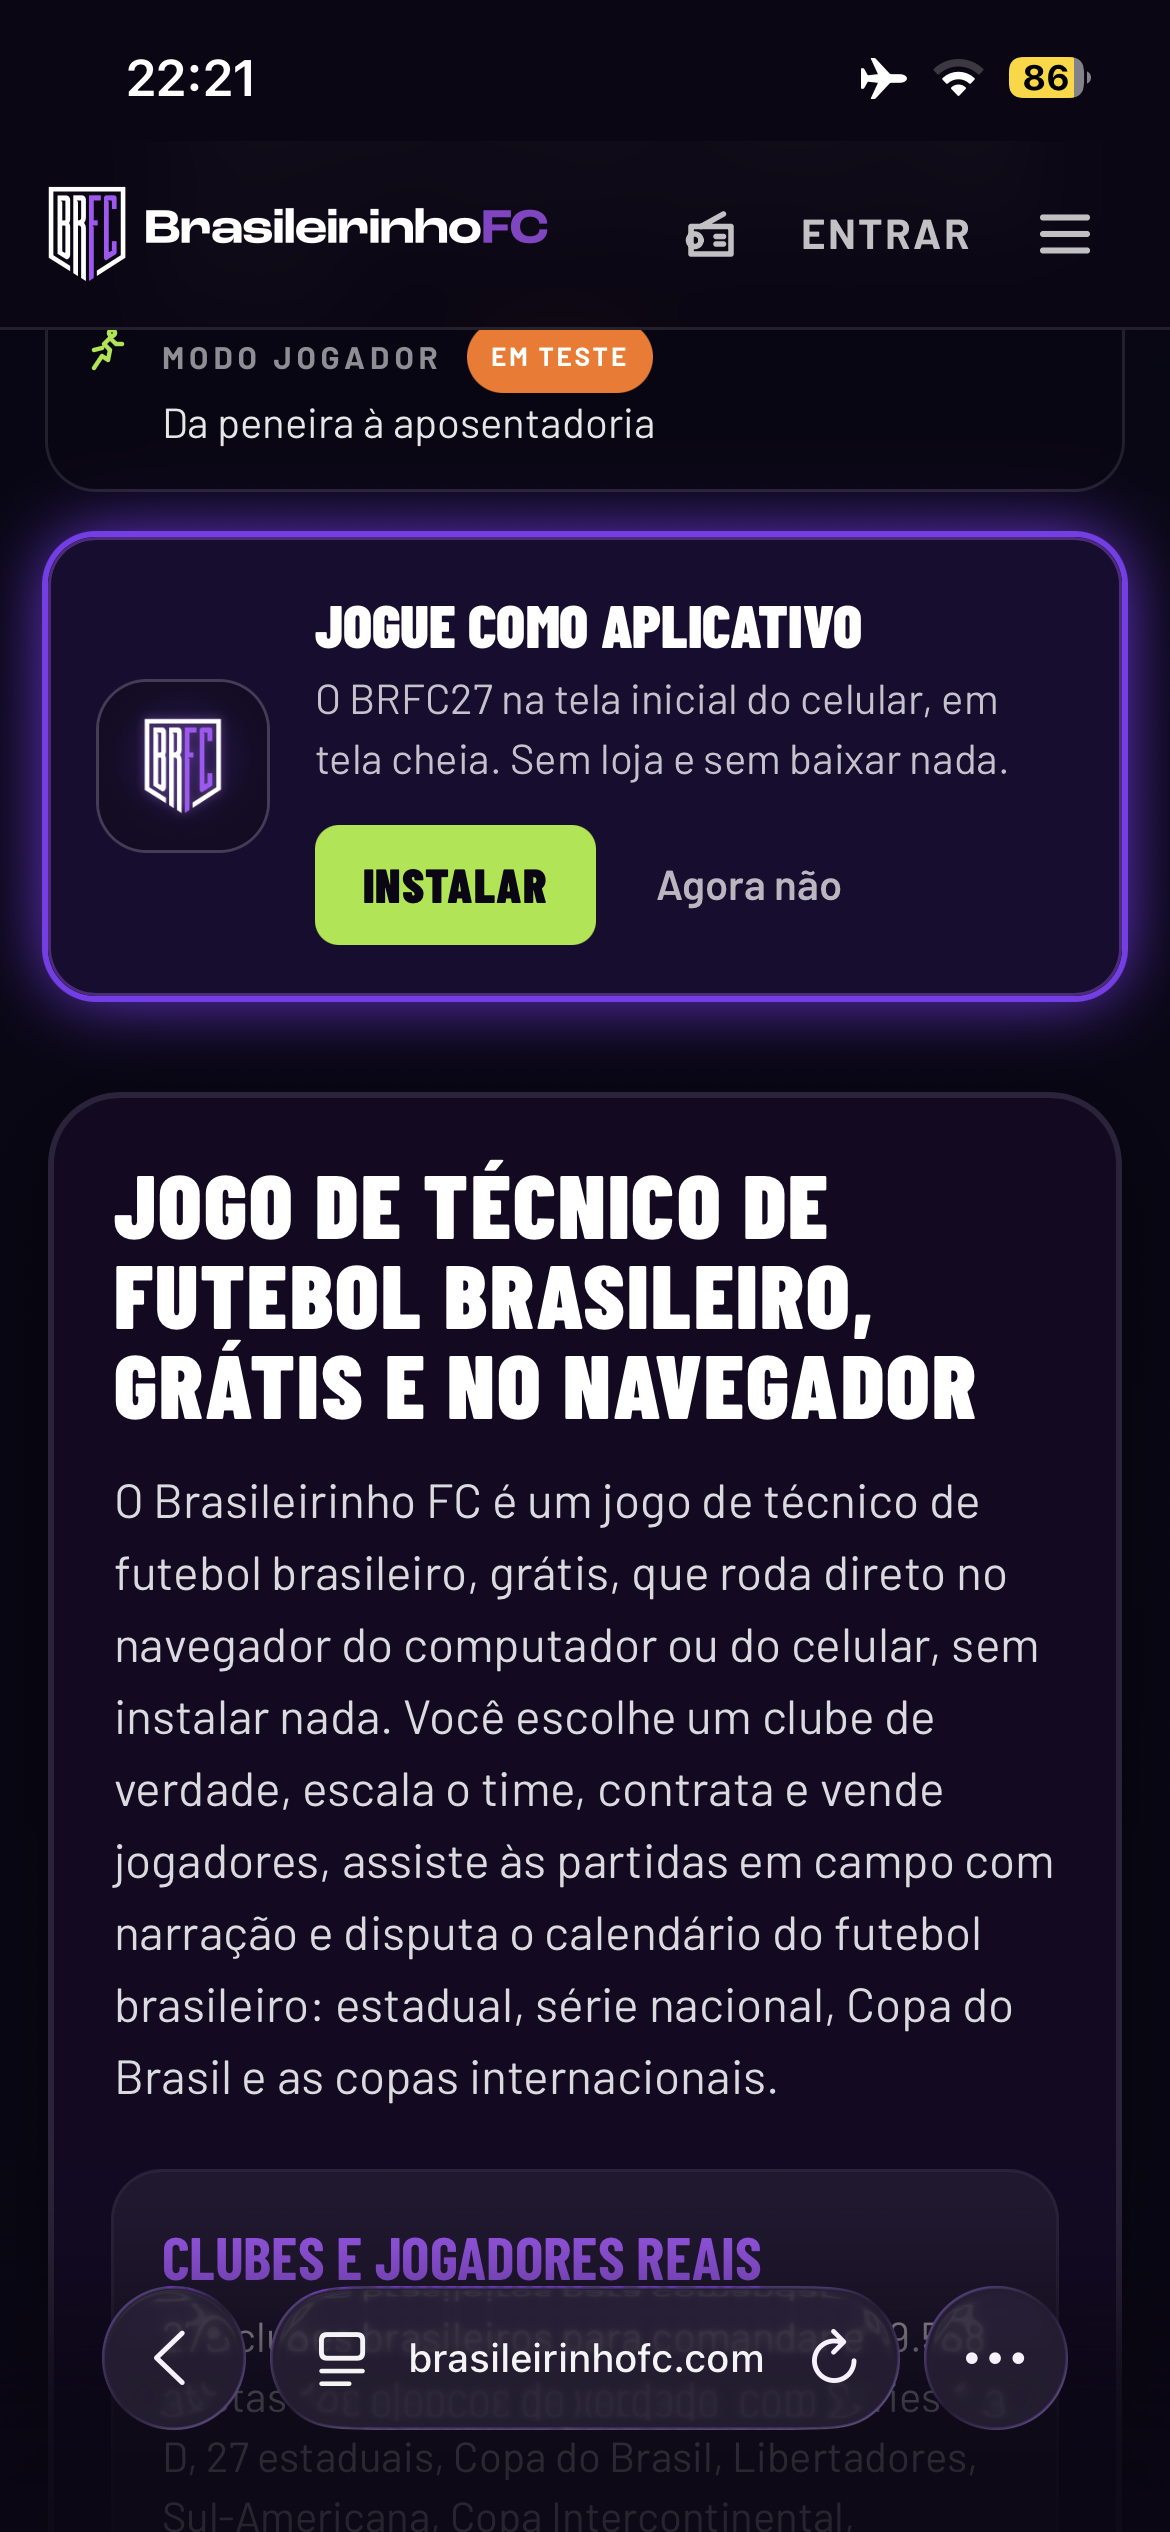 22:21
86
BRFC
BrasileirinhoFC
ENTRAR
MODO JOGADOR
EM TESTE
Da peneira à aposentadoria
JOGUE COMO APLICATIVO
O BRFC27 na tela inicial do celular, em
tela cheia. Sem loja e sem baixar nada.
BRFC
INSTALAR
Agora não
JOGO DE TÉCNICO DE
FUTEBOL BRASILEIRO,
GRÁTIS E NO NAVEGADOR
O Brasileirinho FC é um jogo de técnico de
futebol brasileiro, grátis, que roda direto no
navegador do computador ou do celular, sem
instalar nada. Você escolhe um clube de
verdade, escala o time, contrata e vende
jogadores, assiste às partidas em campo com
narração e disputa o calendário do futebol
brasileiro: estadual, série nacional, Copa do
Brasil e as copas internacionais.
CLUBES E JOGADORES REAIS
brasileirinhofc.com
D, 27 estaduais, Copa do Brasil, Libertadores,
Sul-Americana, Copa Intercontinental,